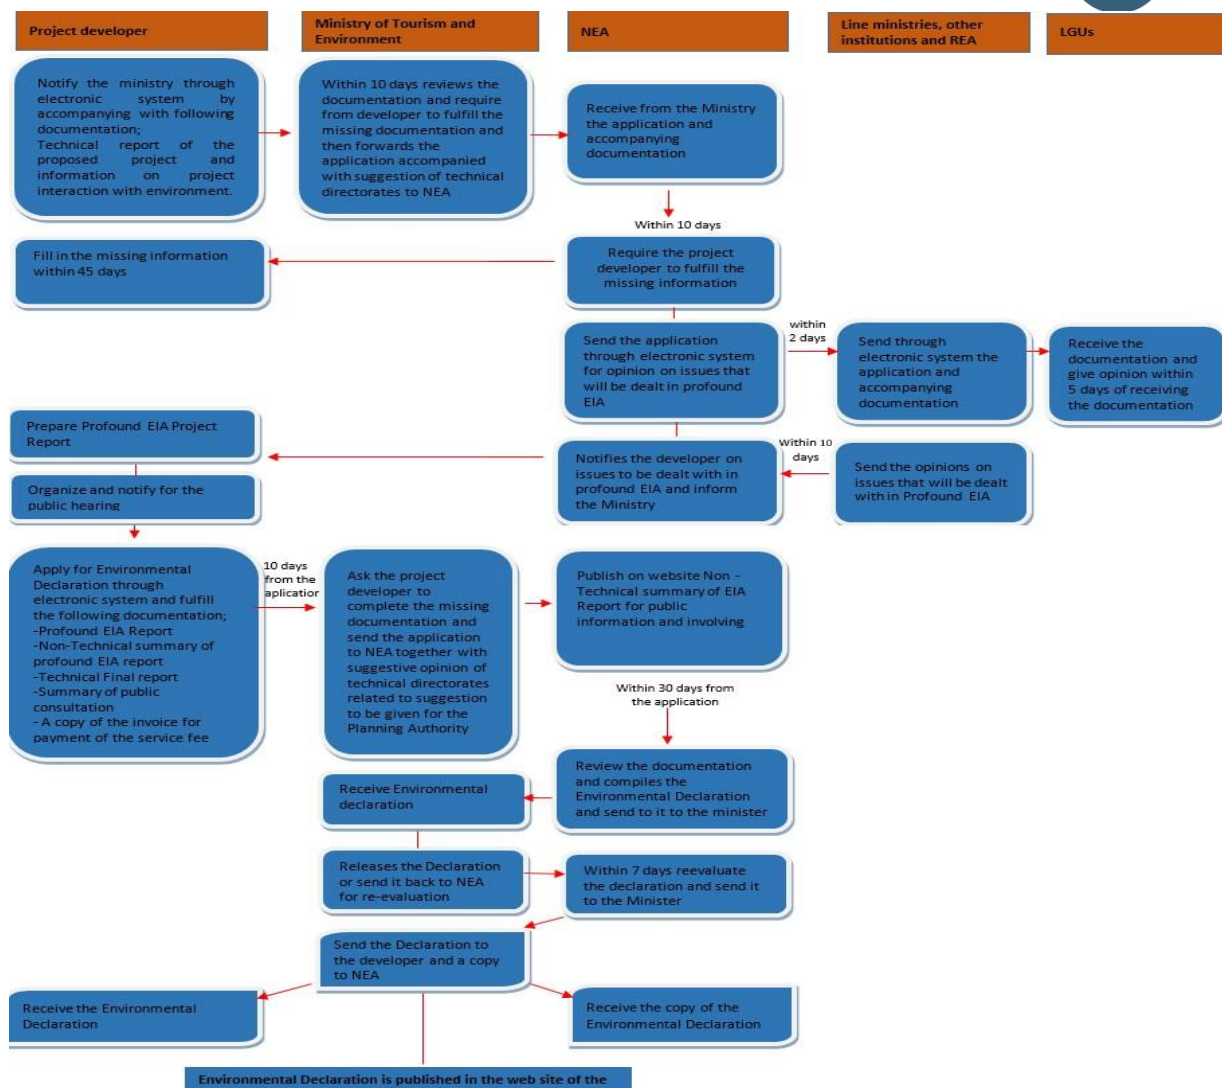 Project developer
Ministry of Tourism and
Environment
NEA
Line ministries, other
institutions and REA
LGUs
Notify the ministry through
electronic system by
accompanying with following
documentation;
Technical report of the
proposed project and
information on project
interaction with environment.
Within 10 days reviews the
documentation and require
from developer to fulfill the
missing documentation and
then forwards the
application accompanied
with suggestion of technical
directorates to NEA
Receive from the Ministry
the application and
accompanying
documentation
Within 10 days
Fill in the missing information
within 45 days
Require the project
developer to fulfill the
missing information
Send the application
through electronic system
for opinion on issues that
will be dealt in profound
EIA
within
2 days
Send through
electronic system the
application and
accompanying
documentation
Receive the
documentation and
give opinion within
5 days of receiving
the documentation
Prepare Profound EIA Project
Report
Organize and notify for the
public hearing
Notifies the developer on
issues to be dealt with in
profound EIA and inform
the Ministry
Within 10
days
Send the opinions on
issues that will be dealt
with in Profound EIA
Apply for Environmental
Declaration through
electronic system and fulfill
the following documentation;
-Profound EIA Report
-Non-Technical summary of
profound EIA report
-Technical Final report
-Summary of public
consultation
- A copy of the invoice for
payment of the service fee
10 days
from the
aplicatior
Ask the project
developer to
complete the missing
documentation and
send the application
to NEA together with
suggestive opinion of
technical directorates
related to suggestion
to be given for the
Planning Authority
Publish on website Non -
Technical summary of EIA
Report for public
information and involving
Within 30 days from
the application
Receive Environmental
declaration
Review the documentation
and compiles the
Environmental Declaration
and send to it to the minister
Releases the Declaration
or send it back to NEA
for re-evaluation
Within 7 days reevaluate
the declaration and send it
to the Minister
Send the Declaration to
the developer and a copy
to NEA
Receive the Environmental
Declaration
Receive the copy of the
Environmental Declaration
Environmental Declaration is published in the web site of the